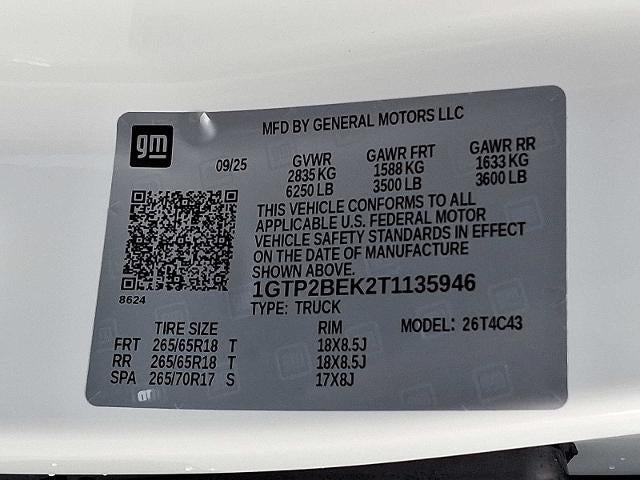 MFD BY GENERAL MOTORS LLC
gm
09/25 GVWR GAWR FRT GAWR RR
2835 KG 1588 KG 1633 KG
6250 LB 3500 LB 3600 LB
THIS VEHICLE CONFORMS TO ALL
APPLICABLE U.S. FEDERAL MOTOR
VEHICLE SAFETY STANDARDS IN EFFECT
ON THE DATE OF MANUFACTURE
SHOWN ABOVE.
1GTP2BEK2T1135946
8624
TYPE: TRUCK
TIRE SIZE RIM MODEL: 26T4C43
FRT 265/65R18 T 18X8.5J
RR 265/65R18 T 18X8.5J
SPA 265/70R17 S 17X8J